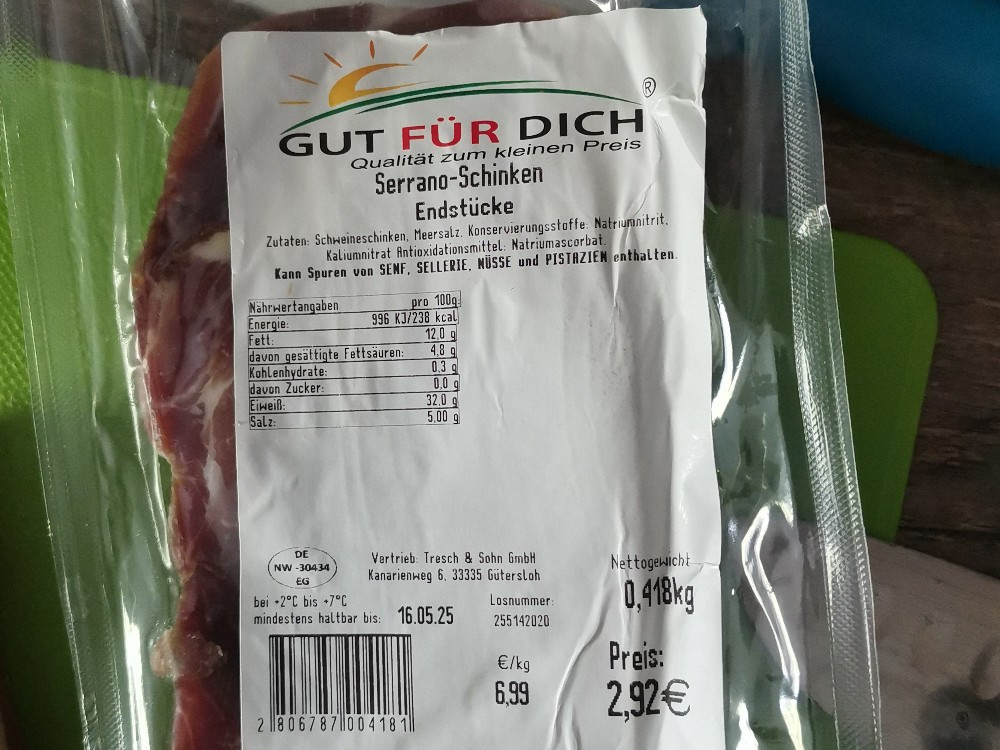 ®
GUT FÜR DICH
Qualität zum kleinen Preis
Serrano-Schinken
Endstücke
Zutaten: Schweineschinken, Meersalz. Konservierungsstoffe: Natriumnitrit,
Kaliumnitrat Antioxidationsmittel: Natriumascorbat.
Kann Spuren von SENF, SELLERIE, NÜSSE und PISTAZIEN enthalten.
Nährwertangaben pro 100g:
Energie: 996 KJ/238 kcal
Fett: 12,0 g
davon gesättigte Fettsäuren: 4,8 g
Kohlenhydrate: 0,3 g
davon Zucker: 0,0 g
Eiweiß: 32,0 g
Salz: 5,00 g
DE
NW -30434
EG
Vertrieb: Tresch & Sohn GmbH
Kanarienweg 6, 33335 Gütersloh
bei +2°C bis +7°C
mindestens haltbar bis: 16.05.25
Losnummer:
255142020
Nettogewicht
0,418kg
€/kg
6,99
Preis:
2,92€
2 806787 004181